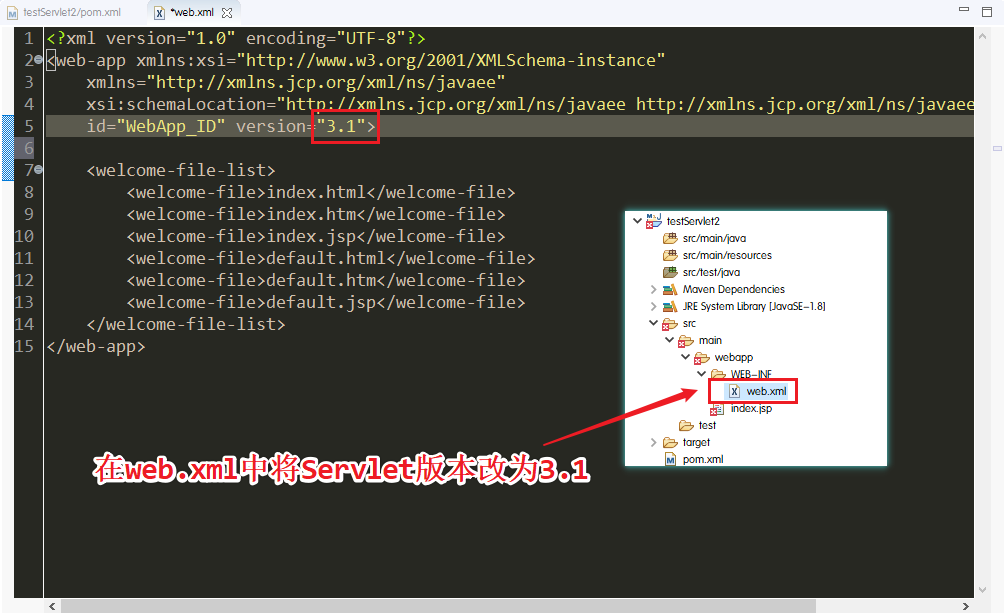 testServlet2/pom.xml
*web.xml
1 <?xml version="1.0" encoding="UTF-8"?>
2 <web-app xmlns:xsi="http://www.w3.org/2001/XMLSchema-instance"
3 xmlns="http://xmlns.jcp.org/xml/ns/javaee"
4 xsi:schemaLocation="http://xmlns.jcp.org/xml/ns/javaee http://xmlns.jcp.org/xml/ns/javaee
5 id="WebApp_ID" version="3.1">
6
7 <welcome-file-list>
8 <welcome-file>index.html</welcome-file>
9 <welcome-file>index.htm</welcome-file>
10 <welcome-file>index.jsp</welcome-file>
11 <welcome-file>default.html</welcome-file>
12 <welcome-file>default.htm</welcome-file>
13 <welcome-file>default.jsp</welcome-file>
14 </welcome-file-list>
15 </web-app>
testServlet2
src/main/java
src/main/resources
src/test/java
Maven Dependencies
JRE System Library [JavaSE-1.8]
src
main
webapp
WEB-INF
web.xml
index.jsp
test
target
pom.xml
在web.xml中将Servlet版本改为3.1